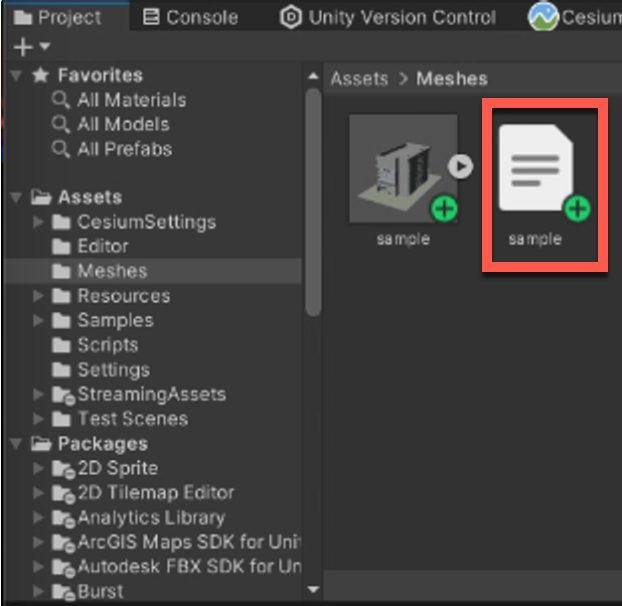 Project Console Unity Version Control Cesium
Favorites
All Materials
All Models
All Prefabs
Assets
CesiumSettings
Editor
Meshes
Resources
Samples
Scripts
Settings
StreamingAssets
Test Scenes
Packages
2D Sprite
2D Tilemap Editor
Analytics Library
ArcGIS Maps SDK for Unit
Autodesk FBX SDK for Un
Burst
Assets > Meshes
sample
sample